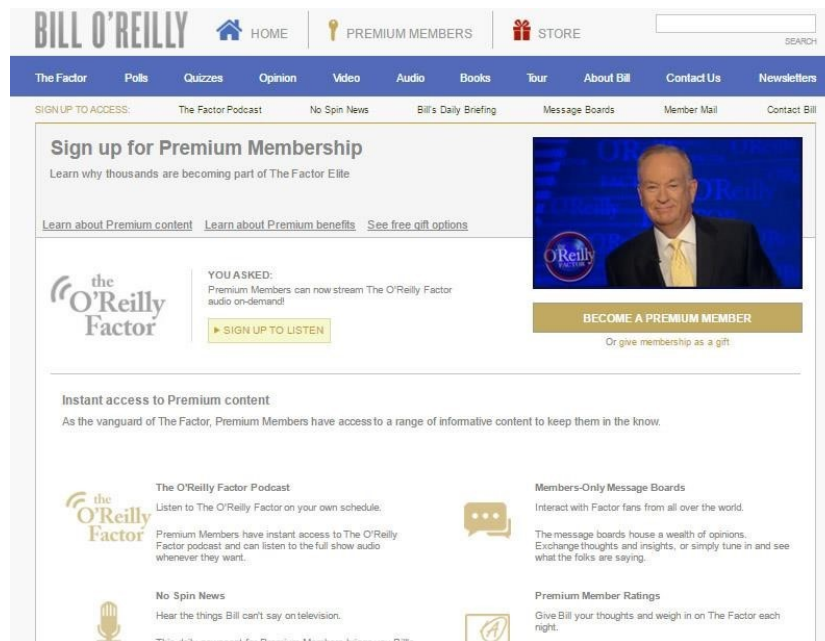 BILL O'REILLY
HOME
PREMIUM MEMBERS
STORE
SEARCH
The Factor Polls Quizzes Opinion Video Audio Books Tour About Bill Contact Us Newsletters
SIGN UP TO ACCESS: The Factor Podcast No Spin News Bill's Daily Briefing Message Boards Member Mail Contact Bill
Sign up for Premium Membership
Learn why thousands are becoming part of The Factor Elite
Learn about Premium content Learn about Premium benefits See free gift options
O'Reilly
FACTOR
the
O'Reilly
Factor
YOU ASKED:
Premium Members can now stream The O'Reilly Factor
audio on-demand!
SIGN UP TO LISTEN
BECOME A PREMIUM MEMBER
Or give membership as a gift
Instant access to Premium content
As the vanguard of The Factor, Premium Members have access to a range of informative content to keep them in the know.
the
O'Reilly
Factor
The O'Reilly Factor Podcast
Listen to The O'Reilly Factor on your own schedule.
Premium Members have instant access to The O'Reilly
Factor podcast and can listen to the full show audio
whenever they want.
Members-Only Message Boards
Interact with Factor fans from all over the world.
The message boards house a wealth of opinions.
Exchange thoughts and insights, or simply tune in and see
what the folks are saying.
No Spin News
Hear the things Bill can't say on television.
Premium Member Ratings
Give Bill your thoughts and weigh in on The Factor each
night.